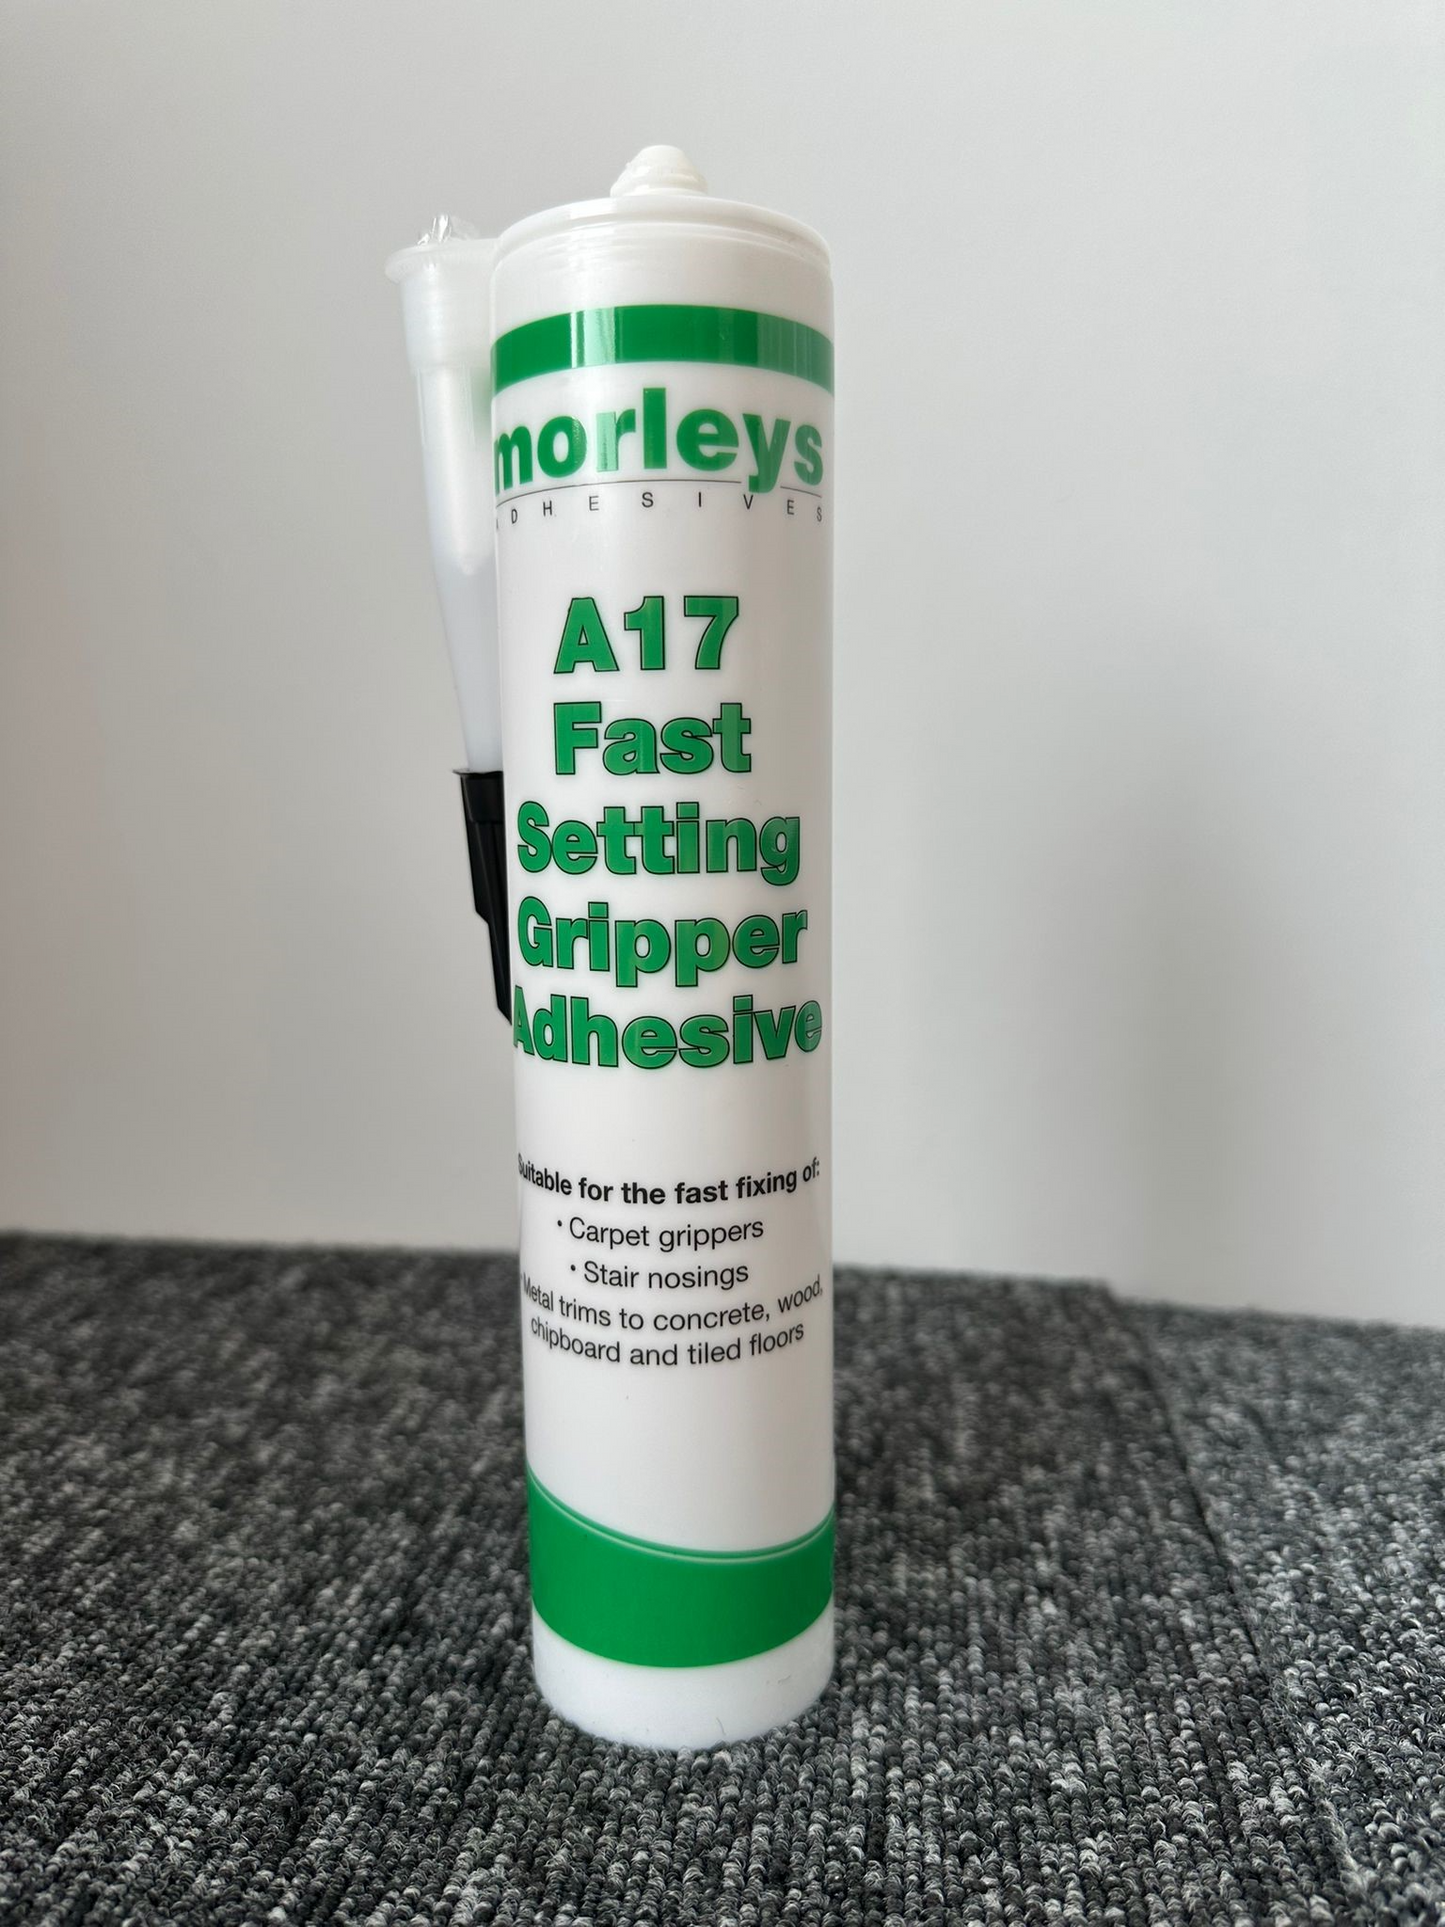 morleys
ADHESIVES
A17
Fast
Setting
Gripper
Adhesive
Suitable for the fast fixing of:
• Carpet grippers
• Stair nosings
• Metal trims to concrete, wood,
chipboard and tiled floors